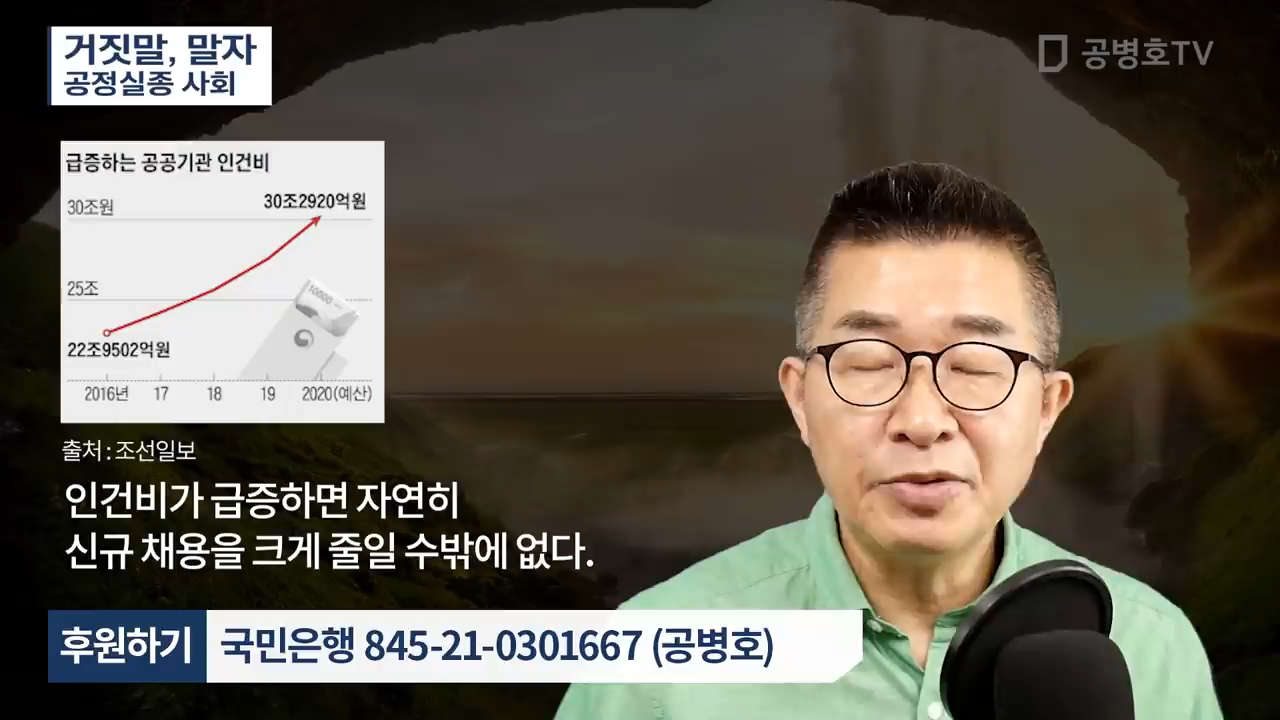 거짓말, 말자
공정실종 사회
공병호TV
급증하는 공공기관 인건비
30조2920억원
30조원
25조
10000
22조9502억원
2016년 17 18 19 2020(예산)
출처 : 조선일보
인건비가 급증하면 자연히
신규 채용을 크게 줄일 수밖에 없다.
후원하기 국민은행 845-21-0301667 (공병호)